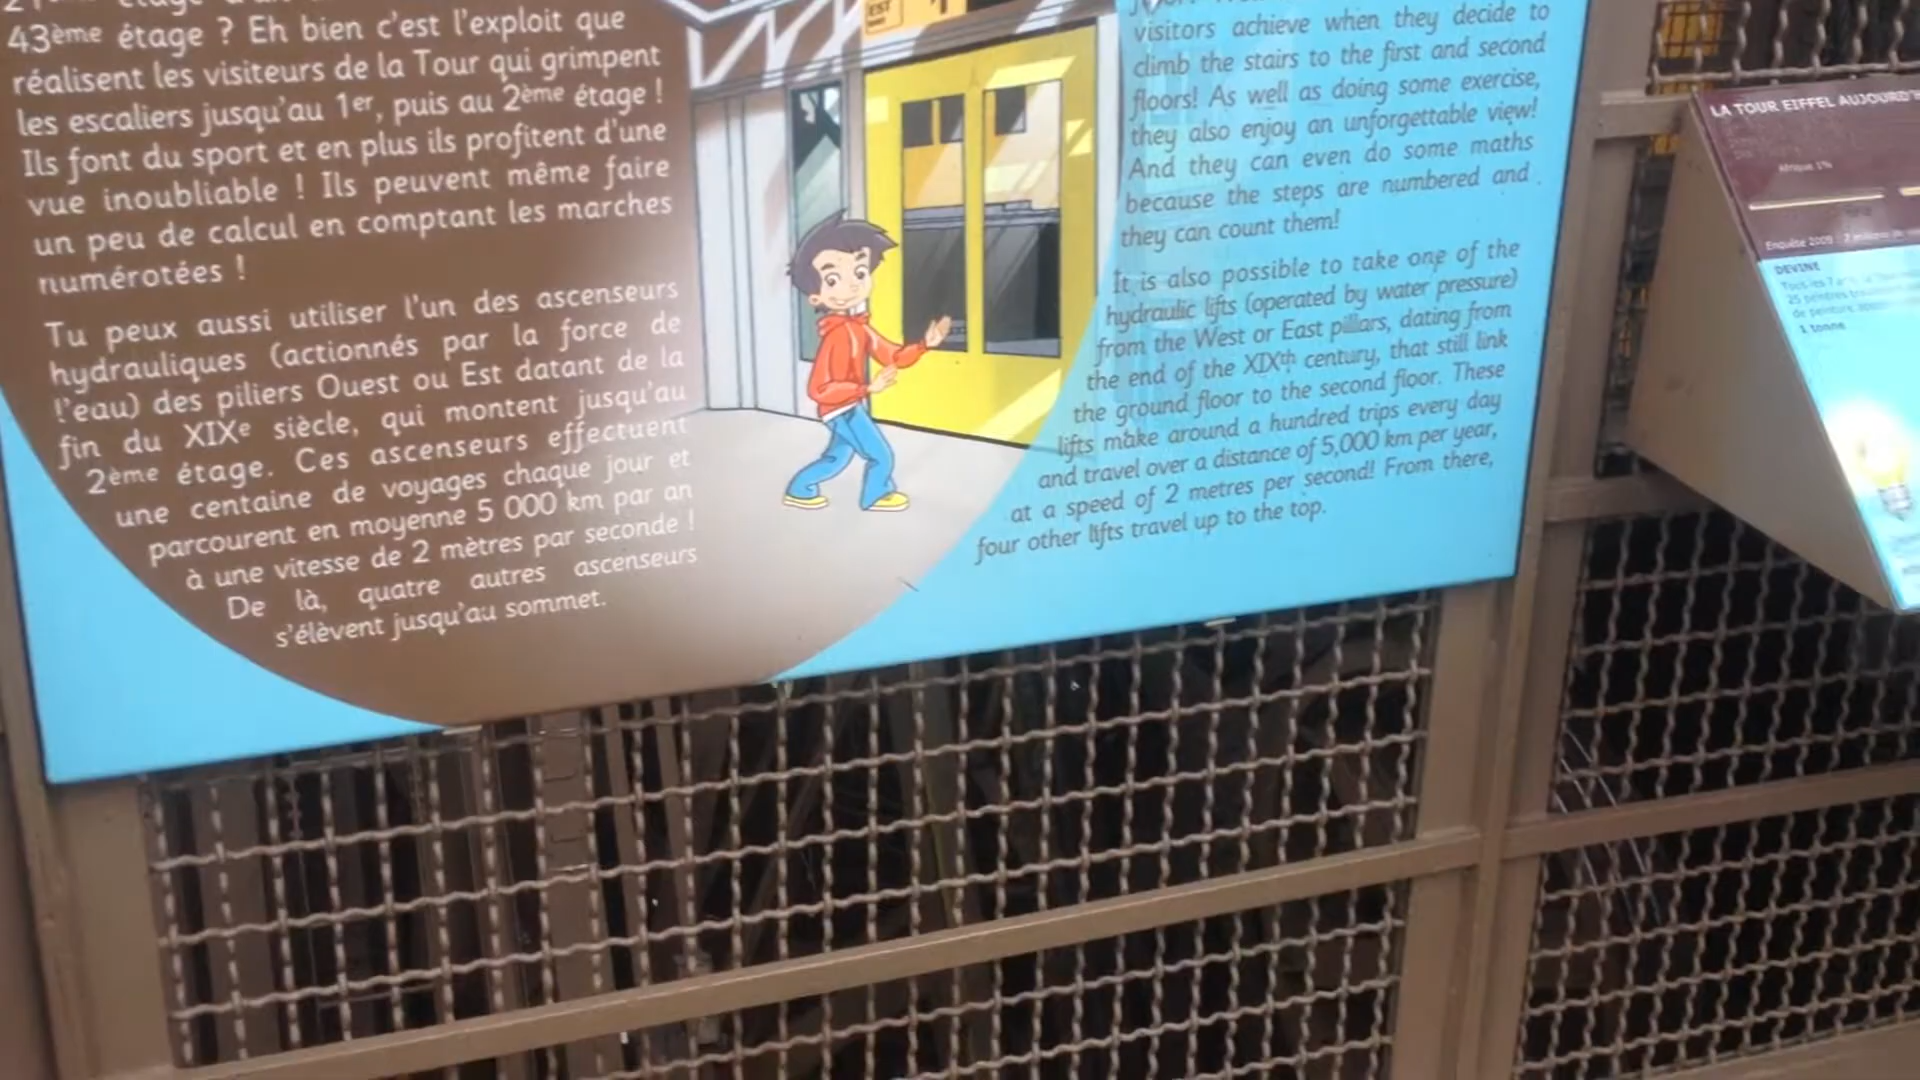 43ème étage ? Eh bien c'est l'exploit que
réalisent les visiteurs de la Tour qui grimpent
les escaliers jusqu'au 1er, puis au 2ème étage !
Ils font du sport et en plus ils profitent d'une
vue inoubliable ! Ils peuvent même faire
un peu de calcul en comptant les marches
numérotées !
Tu peux aussi utiliser l'un des ascenseurs
hydrauliques (actionnés par la force de
l'eau) des piliers Ouest ou Est datant de la
fin du XIXe siècle, qui montent jusqu'au
2ème étage. Ces ascenseurs effectuent
une centaine de voyages chaque jour et
parcourent en moyenne 5 000 km par an
à une vitesse de 2 mètres par seconde !
De là, quatre autres ascenseurs
s'élèvent jusqu'au sommet.
EST
visitors achieve when they decide to
climb the stairs to the first and second
floors! As well as doing some exercise,
they also enjoy an unforgettable view!
And they can even do some maths
because the steps are numbered and
they can count them!
It is also possible to take one of the
hydraulic lifts (operated by water pressure)
from the West or East pillars, dating from
the end of the XIXth century, that still link
the ground floor to the second floor. These
lifts make around a hundred trips every day
and travel over a distance of 5,000 km per year,
at a speed of 2 metres per second! From there,
four other lifts travel up to the top.
LA TOUR EIFFEL AUJOURD'H
Afrique 1%
Enquête 2009
DEVINE
Tous les 7 ans
25 peintres
de peinture
1 tonne